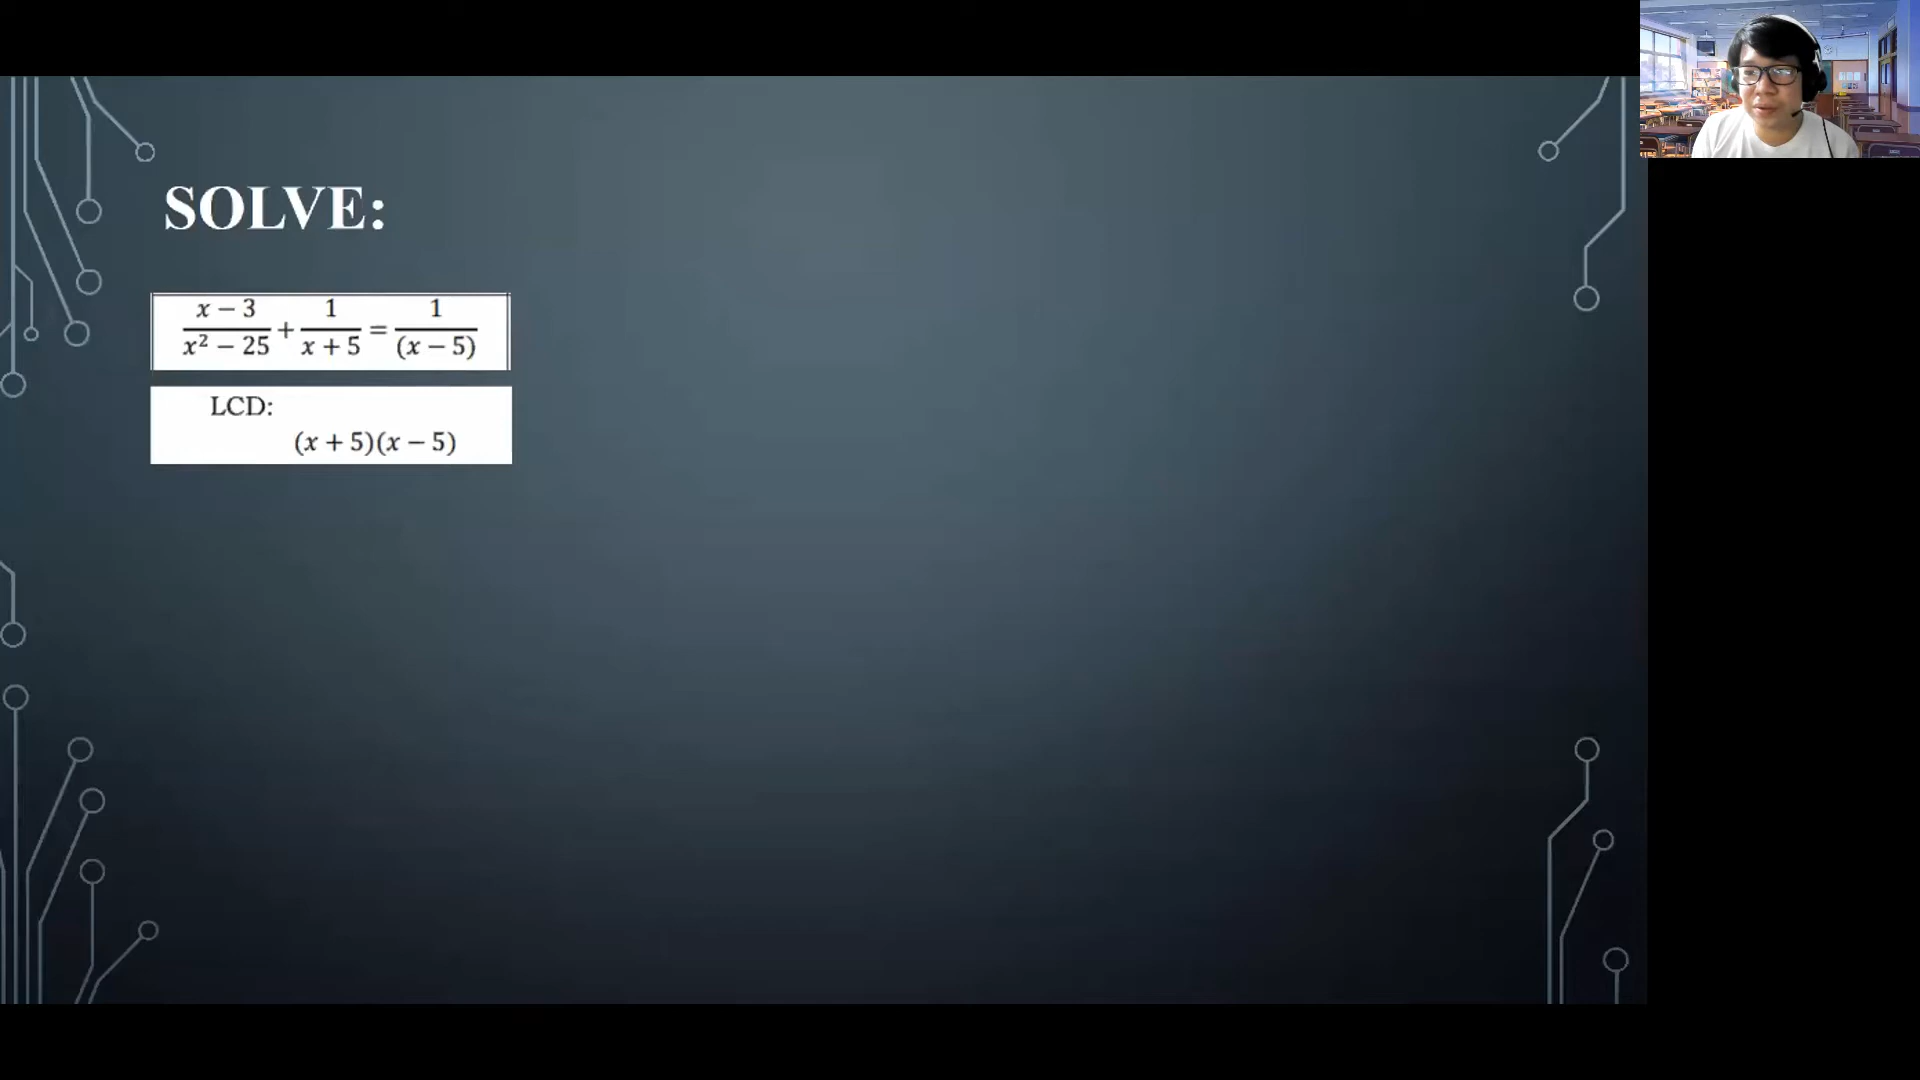 SOLVE:
x − 3 / x² − 25 + 1 / x + 5 = 1 / (x − 5)
LCD:
(x + 5)(x − 5)